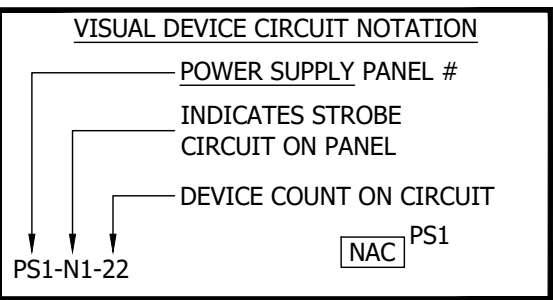 VISUAL DEVICE CIRCUIT NOTATION
POWER SUPPLY PANEL #
INDICATES STROBE
CIRCUIT ON PANEL
DEVICE COUNT ON CIRCUIT
PS1-N1-22
NAC PS1